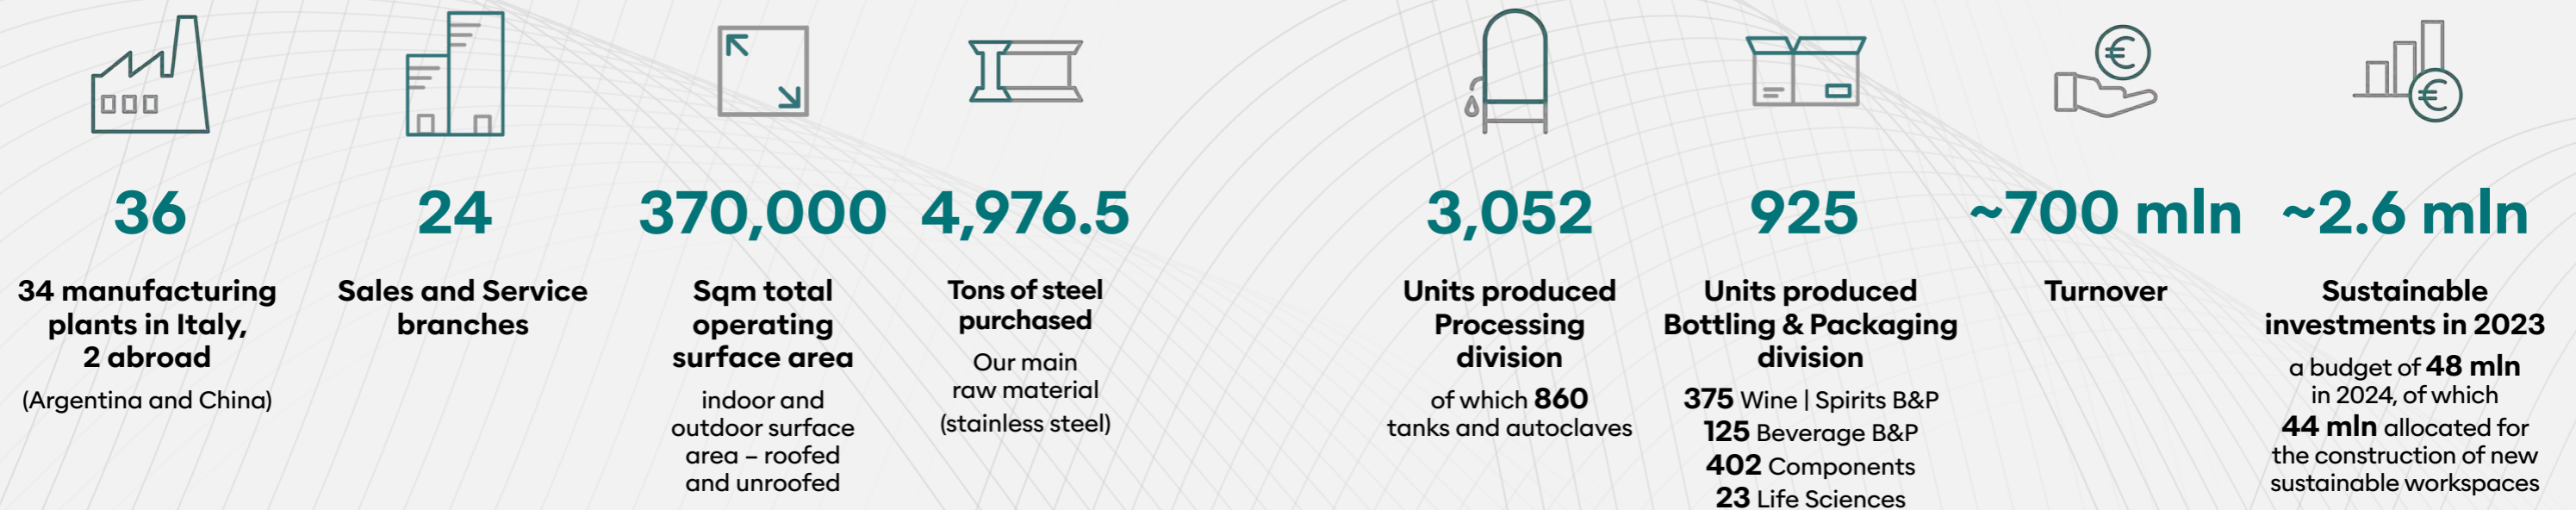 36
34 manufacturing
plants in Italy,
2 abroad
(Argentina and China)
24
Sales and Service
branches
370,000
Sqm total
operating
surface area
indoor and
outdoor surface
area – roofed
and unroofed
4,976.5
Tons of steel
purchased
Our main
raw material
(stainless steel)
3,052
Units produced
Processing
division
of which 860
tanks and autoclaves
925
Units produced
Bottling & Packaging
division
375 Wine | Spirits B&P
125 Beverage B&P
402 Components
23 Life Sciences
€
~700 mln
Turnover
€
~2.6 mln
Sustainable
investments in 2023
a budget of 48 mln
in 2024, of which
44 mln allocated for
the construction of new
sustainable workspaces